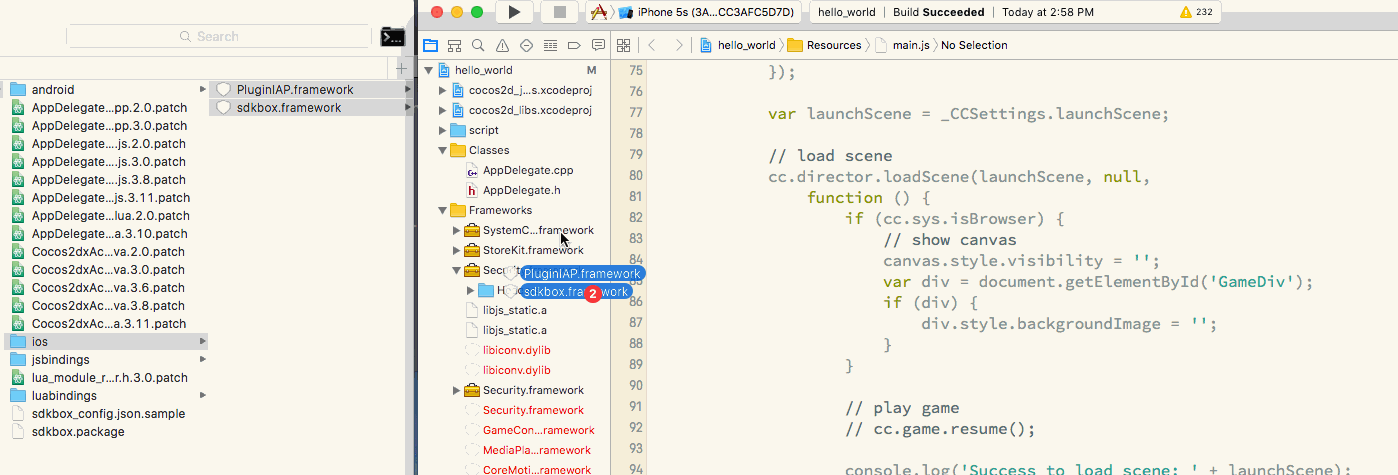 Search
android
AppDelegate...pp.2.0.patch
AppDelegate...pp.3.0.patch
AppDelegate....js.2.0.patch
AppDelegate....js.3.0.patch
AppDelegate....js.3.8.patch
AppDelegate...js.3.11.patch
AppDelegate...lua.2.0.patch
AppDelegate...a.3.10.patch
Cocos2dxAc...va.2.0.patch
Cocos2dxAc...va.3.0.patch
Cocos2dxAc...va.3.6.patch
Cocos2dxAc...va.3.8.patch
Cocos2dxAc...a.3.11.patch
ios
jsbindings
lua_module_r...r.h.3.0.patch
luabindings
sdkbox_config.json.sample
sdkbox.package
PluginIAP.framework
sdkbox.framework
iPhone 5s (3A...CC3AFC5D7D)
hello_world | Build Succeeded | Today at 2:58 PM
232
hello_world
M
cocos2d_j...s.xcodeproj
cocos2d_libs.xcodeproj
script
Classes
AppDelegate.cpp
AppDelegate.h
Frameworks
SystemC...framework
StoreKit.framework
PluginIAP.framework
2
libjs_static.a
libjs_static.a
libiconv.dylib
libiconv.dylib
Security.framework
Security.framework
GameCon...ramework
MediaPla...ramework
CoreMoti...ramework
hello_world
Resources
main.js
No Selection
75 });
76
77 var launchScene = _CCSettings.launchScene;
78
79 // load scene
80 cc.director.loadScene(launchScene, null,
81 function () {
82 if (cc.sys.isBrowser) {
83 // show canvas
84 canvas.style.visibility = '';
85 var div = document.getElementById('GameDiv');
86 if (div) {
87 div.style.backgroundImage = '';
88 }
89 }
90
91 // play game
92 // cc.game.resume();
93
94 console.log('Success to load scene: ' + launchScene);